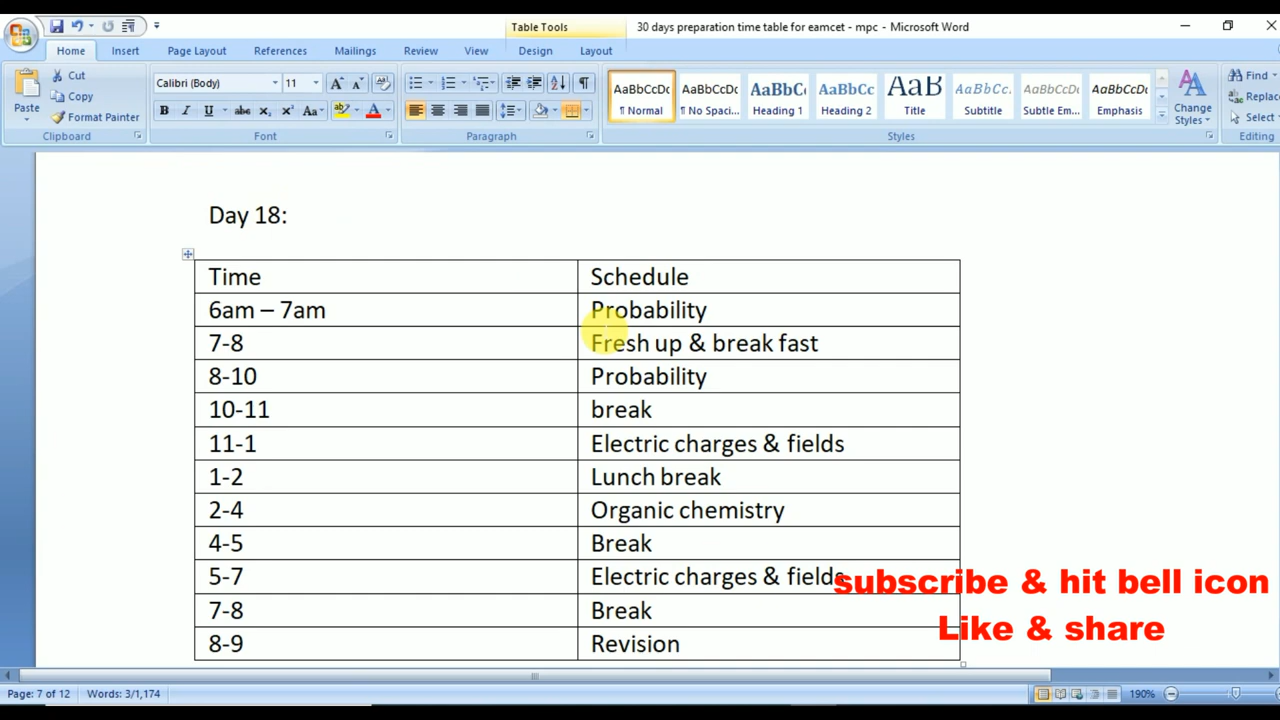 Table Tools
30 days preparation time table for eamcet - mpc - Microsoft Word
Home Insert Page Layout References Mailings Review View Design Layout
Paste
Cut
Copy
Format Painter
Clipboard
Calibri (Body) 11
B I U abc x₂ x² Aa
ab A
Font
Paragraph
AaBbCcDc AaBbCcDc AaBbC AaBbCc AaB AaBbCc AaBbCcDc AaBbCcDc
¶ Normal ¶ No Spaci... Heading 1 Heading 2 Title Subtitle Subtle Em... Emphasis
Change
Styles
Styles
Find
Replac
Select
Editing
Day 18:
Time Schedule
6am – 7am Probability
7-8 Fresh up & break fast
8-10 Probability
10-11 break
11-1 Electric charges & fields
1-2 Lunch break
2-4 Organic chemistry
4-5 Break
5-7 Electric charges & fields
7-8 Break
8-9 Revision
subscribe & hit bell icon
Like & share
Page: 7 of 12 Words: 3/1,174 190%